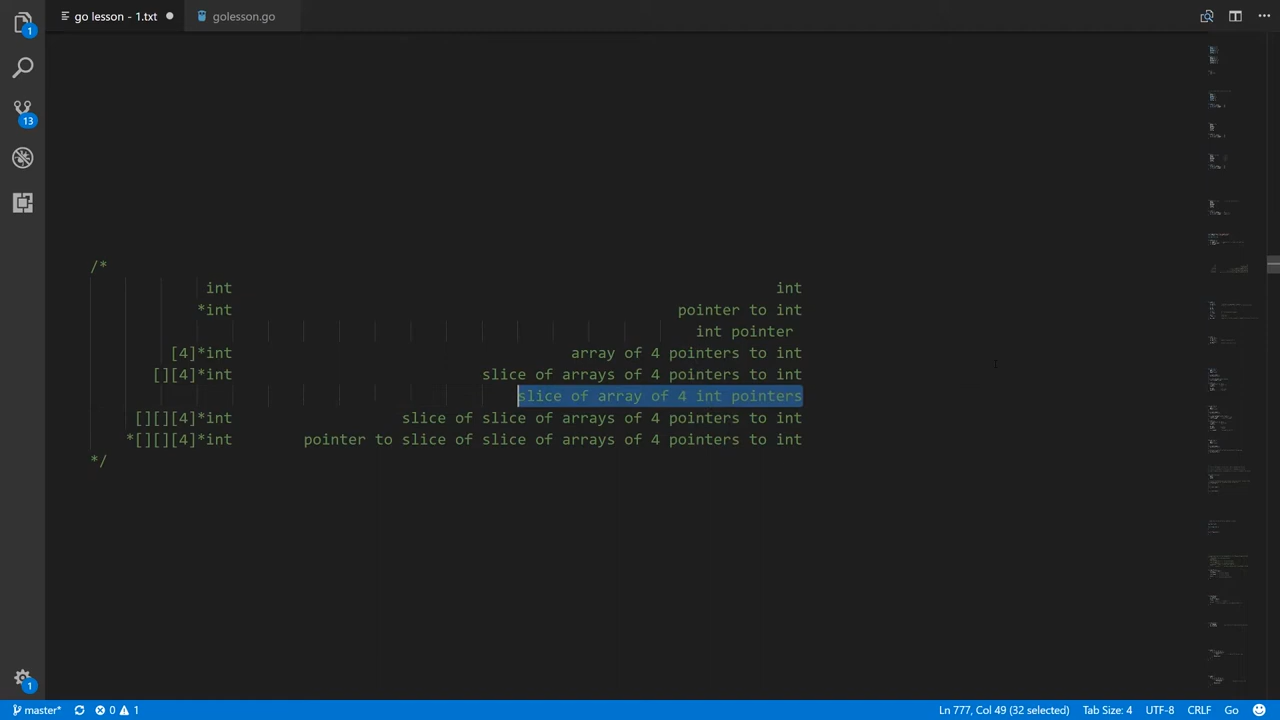 1
go lesson - 1.txt
golesson.go
13
/*
int int
*int pointer to int
int pointer
[4]*int array of 4 pointers to int
[][4]*int slice of arrays of 4 pointers to int
slice of array of 4 int pointers
[][][4]*int slice of slice of arrays of 4 pointers to int
*[][][4]*int pointer to slice of slice of arrays of 4 pointers to int
*/
1
master* 0 1 Ln 777, Col 49 (32 selected) Tab Size: 4 UTF-8 CRLF Go